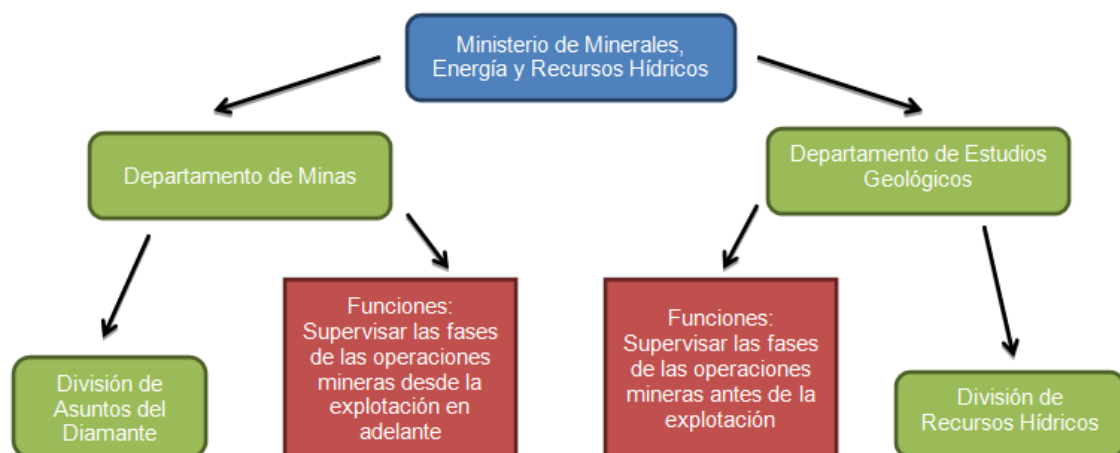 Ministerio de Minerales,
Energía y Recursos Hídricos
Departamento de Minas
Departamento de Estudios
Geológicos
División de
Asuntos del
Diamante
Funciones:
Supervisar las fases
de las operaciones
mineras desde la
explotación en
adelante
Funciones:
Supervisar las fases
de las operaciones
mineras antes de la
explotación
División de
Recursos Hídricos